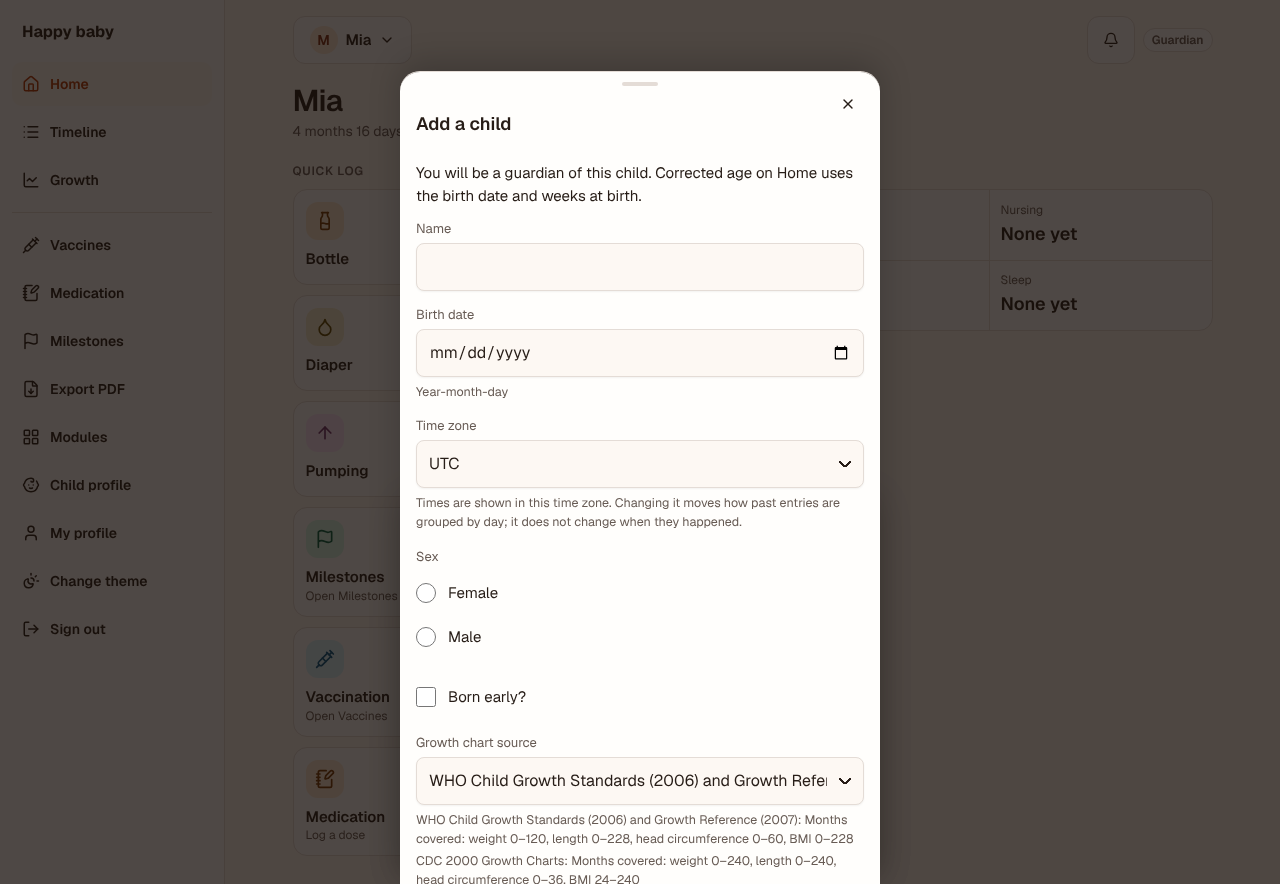 Happy baby
Home
Timeline
Growth
Vaccines
Medication
Milestones
Export PDF
Modules
Child profile
My profile
Change theme
Sign out
M Mia
Guardian
Mia
4 months 16 days
QUICK LOG
Bottle
Diaper
Pumping
Milestones
Open Milestones
Vaccination
Open Vaccines
Medication
Log a dose
Nursing
None yet
Sleep
None yet
Add a child
You will be a guardian of this child. Corrected age on Home uses
the birth date and weeks at birth.
Name
Birth date
mm/dd/yyyy
Year-month-day
Time zone
UTC
Times are shown in this time zone. Changing it moves how past entries are
grouped by day; it does not change when they happened.
Sex
Female
Male
Born early?
Growth chart source
WHO Child Growth Standards (2006) and Growth Refer
WHO Child Growth Standards (2006) and Growth Reference (2007): Months
covered: weight 0–120, length 0–228, head circumference 0–60, BMI 0–228
CDC 2000 Growth Charts: Months covered: weight 0–240, length 0–240,
head circumference 0–36, BMI 24–240